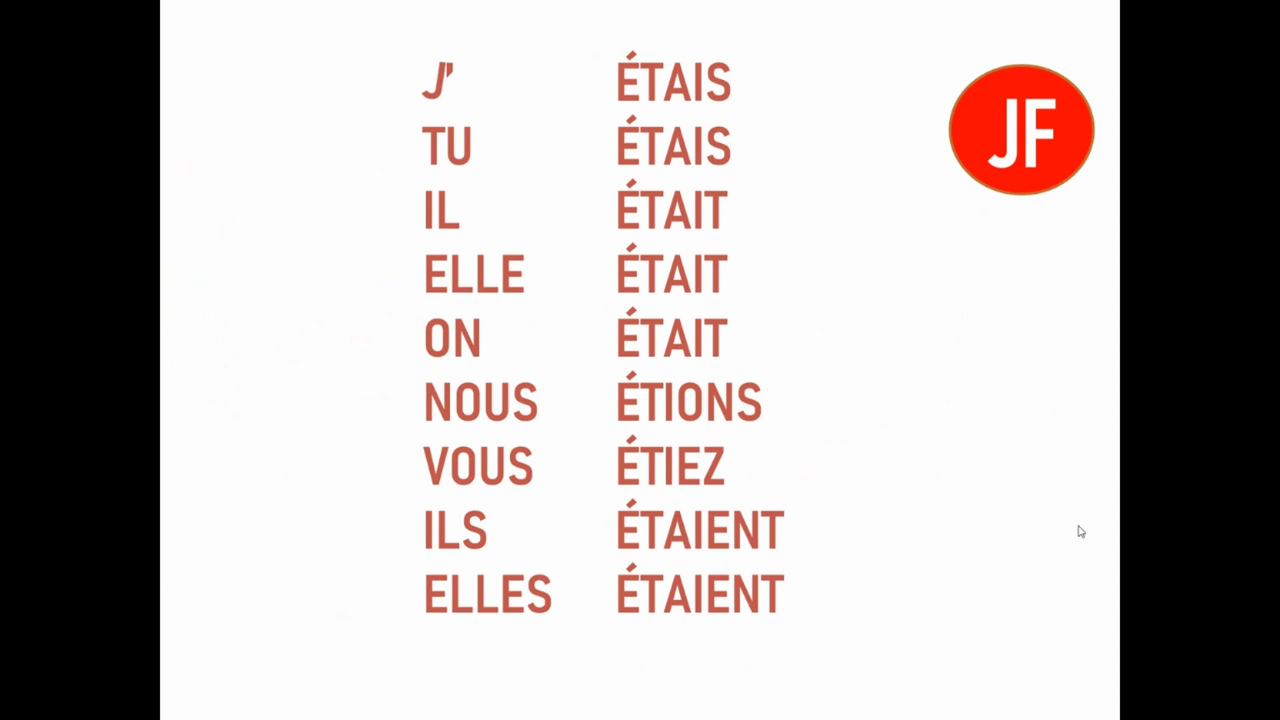 J' ÉTAIS
TU ÉTAIS
IL ÉTAIT
ELLE ÉTAIT
ON ÉTAIT
NOUS ÉTIONS
VOUS ÉTIEZ
ILS ÉTAIENT
ELLES ÉTAIENT
JF